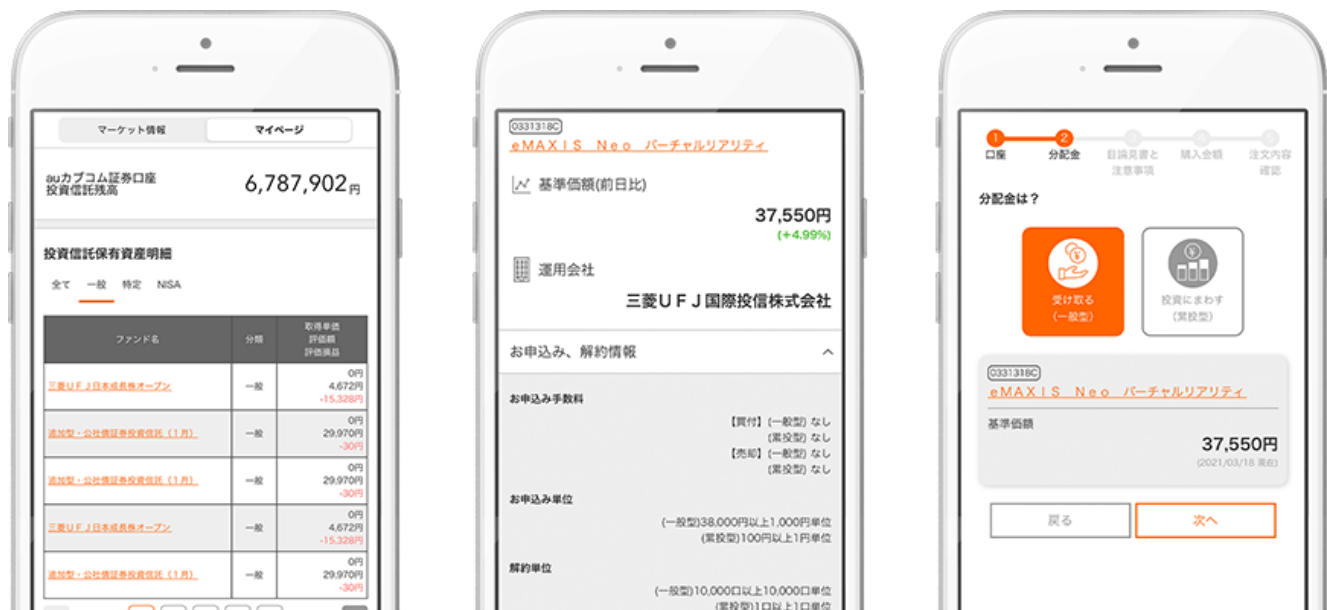 マーケット情報
マイページ
auカブコム証券口座
投資信託残高
6,787,902円
投資信託保有資産明細
全て 一般 特定 NISA
ファンド名
分類
取得単価
評価額
評価損益
三菱UFJ日本成長株オープン
一般
0円
4,672円
-15,328円
追加型・公社債証券投資信託(1月)
一般
0円
29,970円
-30円
追加型・公社債証券投資信託(1月)
一般
0円
29,970円
-30円
三菱UFJ日本成長株オープン
一般
0円
4,672円
-15,328円
追加型・公社債証券投資信託(1月)
一般
0円
29,970円
-30円
0331318C
eMAXIS Neo バーチャルリアリティ
基準価額(前日比)
37,550円
(+4.99%)
運用会社
三菱UFJ国際投信株式会社
お申込み、解約情報
お申込み手数料
【買付】(一般型) なし
(累投型) なし
【売却】(一般型) なし
(累投型) なし
お申込み単位
(一般型)38,000円以上1,000円単位
(累投型)100円以上1円単位
解約単位
(一般型)10,000口以上10,000口単位
(累投型)1口以上1口単位
1
2
3
4
5
口座
分配金
目論見書と
注意事項
購入金額
注文内容
確認
分配金は?
受け取る
(一般型)
投資にまわす
(累投型)
0331318C
eMAXIS Neo バーチャルリアリティ
基準価額
37,550円
(2021/03/18 現在)
戻る
次へ